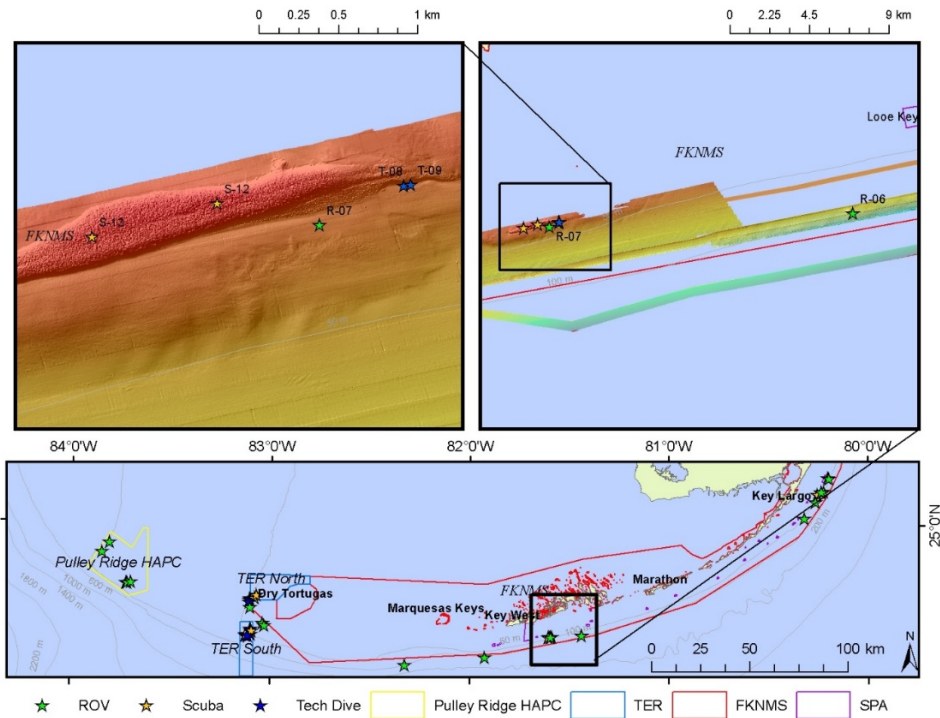 0 0.25 0.5 1 km
0 2.25 4.5 9 km
Looe Key
FKNMS
T-08 T-09
S-12
R-07
S-13
FKNMS
R-06
R-07
100 m
84°0'W 83°0'W 82°0'W 81°0'W 80°0'W
Key Largo
200 m
25°0'N
Pulley Ridge HAPC
1800 m
1000 m
600 m
1400 m
2200 m
TER North
Dry Tortugas
FKNMS
Marathon
Marquesas Keys
Key West
60 m
100
TER South
N
0 25 50 100 km
ROV Scuba Tech Dive Pulley Ridge HAPC TER FKNMS SPA